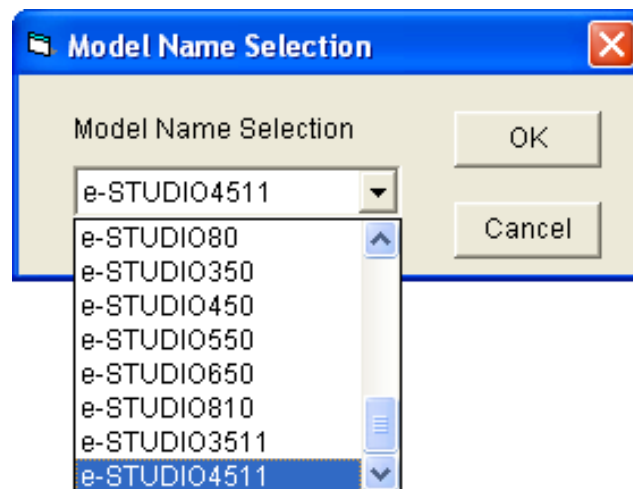 Model Name Selection
Model Name Selection
OK
e-STUDIO4511
Cancel
e-STUDIO80
e-STUDIO350
e-STUDIO450
e-STUDIO550
e-STUDIO650
e-STUDIO810
e-STUDIO3511
e-STUDIO4511